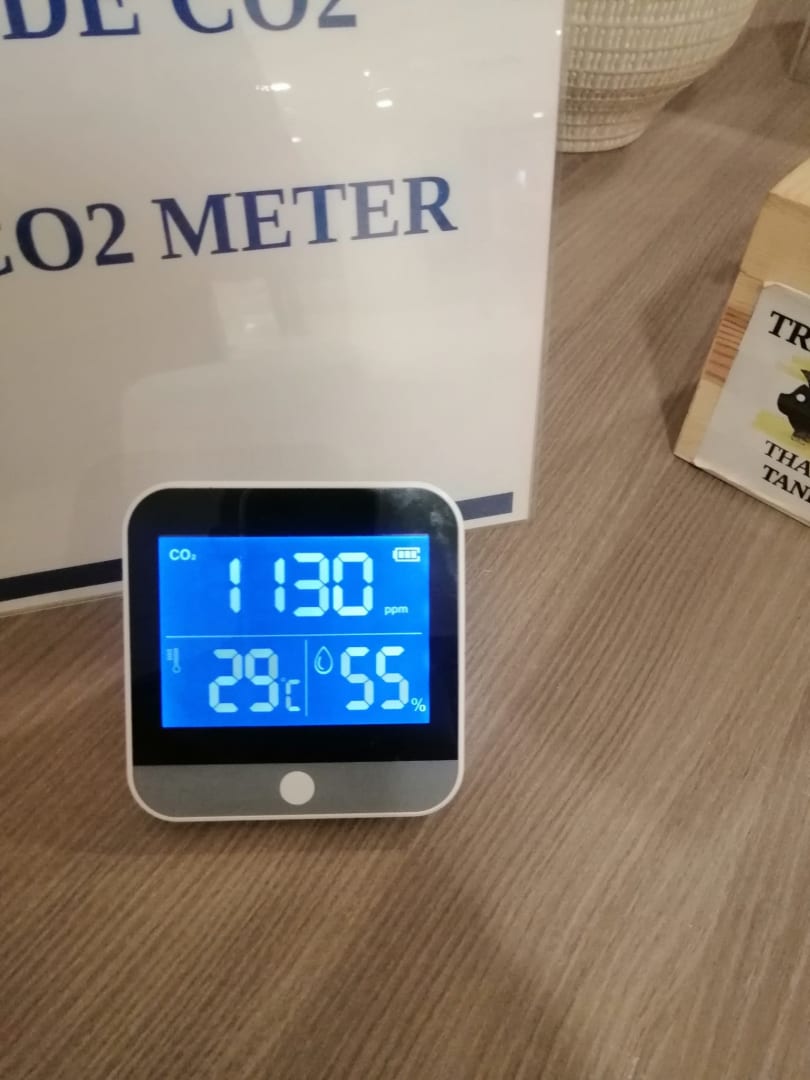 DE CO2
CO2 METER
CO₂
1130 ppm
29°C
55%
TR
THA
TAN